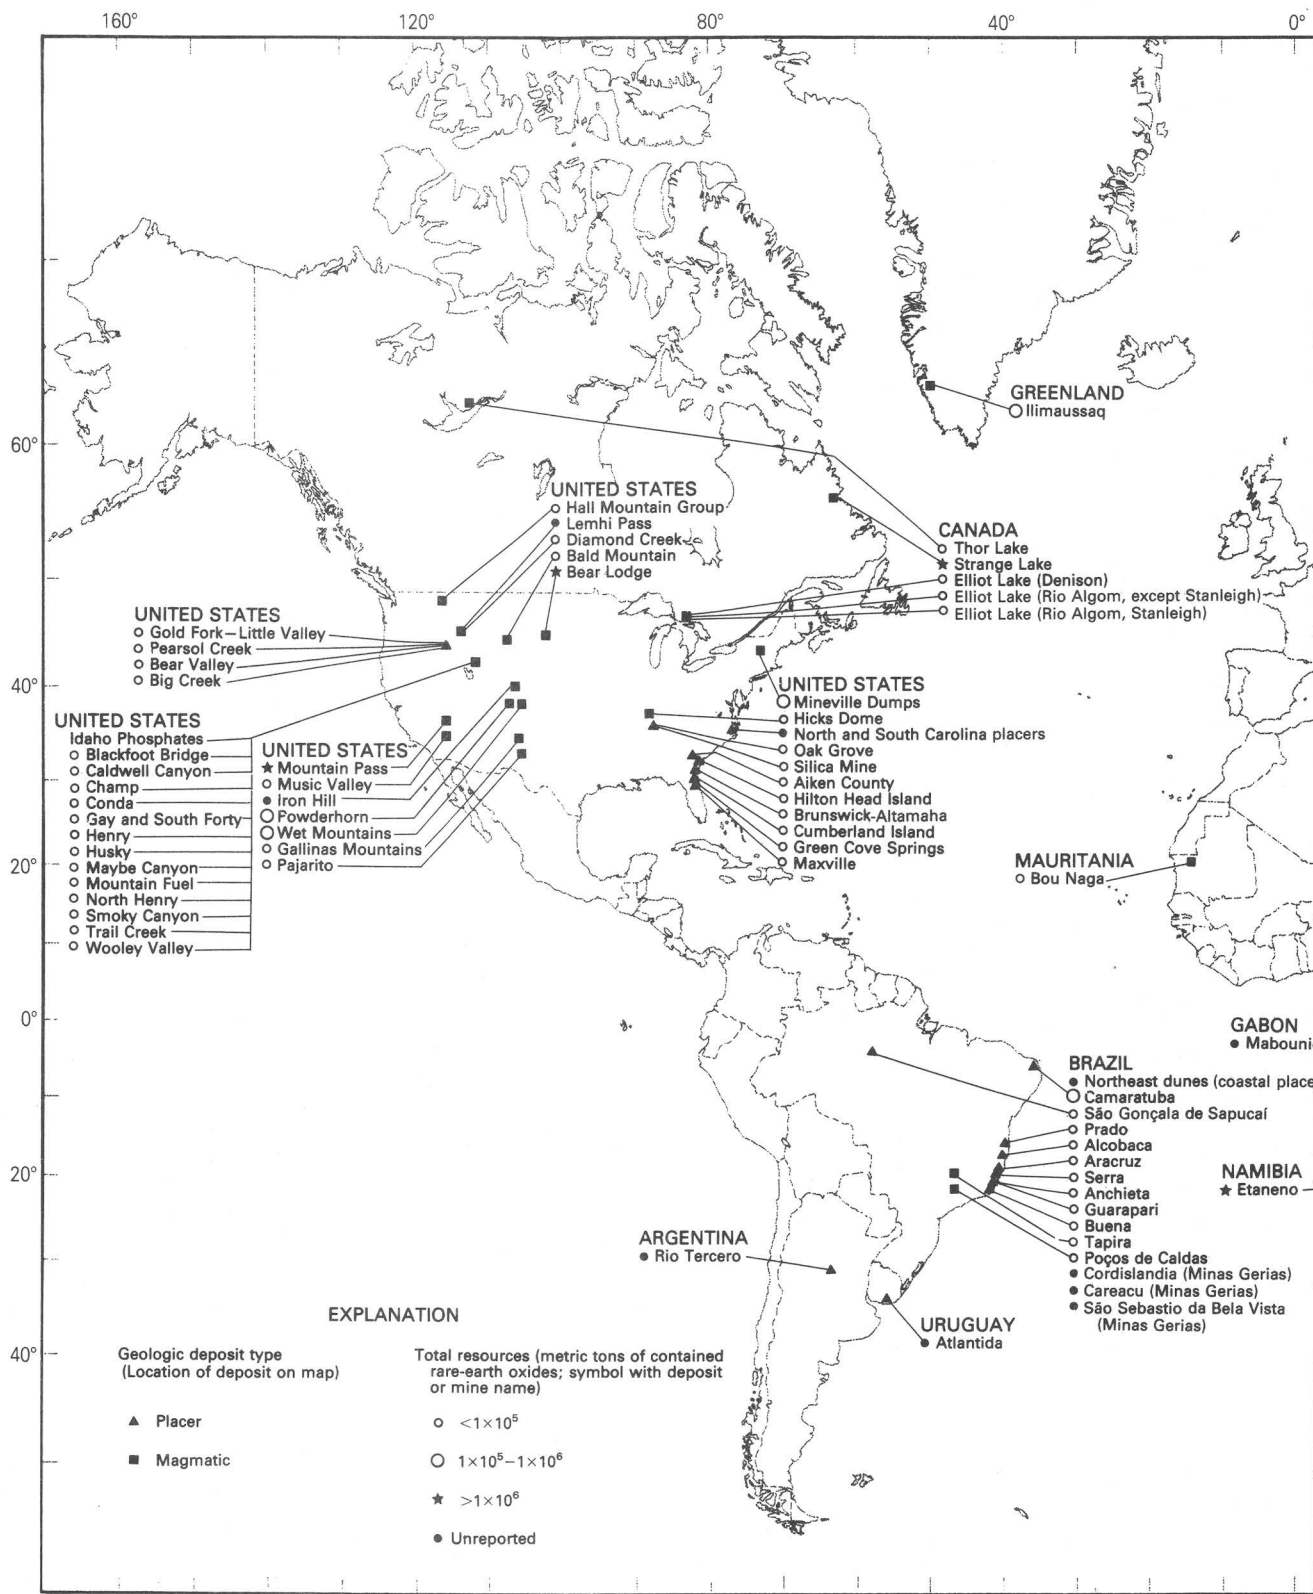 160° 120° 80° 40° 0°
GREENLAND
Ilimaussaq
60°
UNITED STATES
Hall Mountain Group
Lemhi Pass
Diamond Creek
Bald Mountain
Bear Lodge
CANADA
Thor Lake
Strange Lake
Elliot Lake (Denison)
Elliot Lake (Rio Algom, except Stanleigh)
Elliot Lake (Rio Algom, Stanleigh)
UNITED STATES
Gold Fork–Little Valley
Pearsol Creek
Bear Valley
Big Creek
40°
UNITED STATES
Idaho Phosphates
Blackfoot Bridge
Caldwell Canyon
Champ
Conda
Gay and South Forty
Henry
Husky
Maybe Canyon
Mountain Fuel
North Henry
Smoky Canyon
Trail Creek
Wooley Valley
UNITED STATES
Mountain Pass
Music Valley
Iron Hill
Powderhorn
Wet Mountains
Gallinas Mountains
Pajarito
UNITED STATES
Mineville Dumps
Hicks Dome
North and South Carolina placers
Oak Grove
Silica Mine
Aiken County
Hilton Head Island
Brunswick-Altamaha
Cumberland Island
Green Cove Springs
Maxville
20°
MAURITANIA
Bou Naga
0°
GABON
Mabouni
BRAZIL
Northeast dunes (coastal place
Camaratuba
São Gonçala de Sapucaí
Prado
Alcobaca
Aracruz
Serra
Anchieta
Guarapari
Buena
Tapira
Poços de Caldas
Cordislandia (Minas Gerias)
Careacu (Minas Gerias)
São Sebastio da Bela Vista
(Minas Gerias)
20°
NAMIBIA
Etaneno
ARGENTINA
Rio Tercero
URUGUAY
Atlantida
40°
EXPLANATION
Geologic deposit type
(Location of deposit on map)
▲ Placer
■ Magmatic
Total resources (metric tons of contained
rare-earth oxides; symbol with deposit
or mine name)
○ <1×10⁵
○ 1×10⁵–1×10⁶
★ >1×10⁶
● Unreported